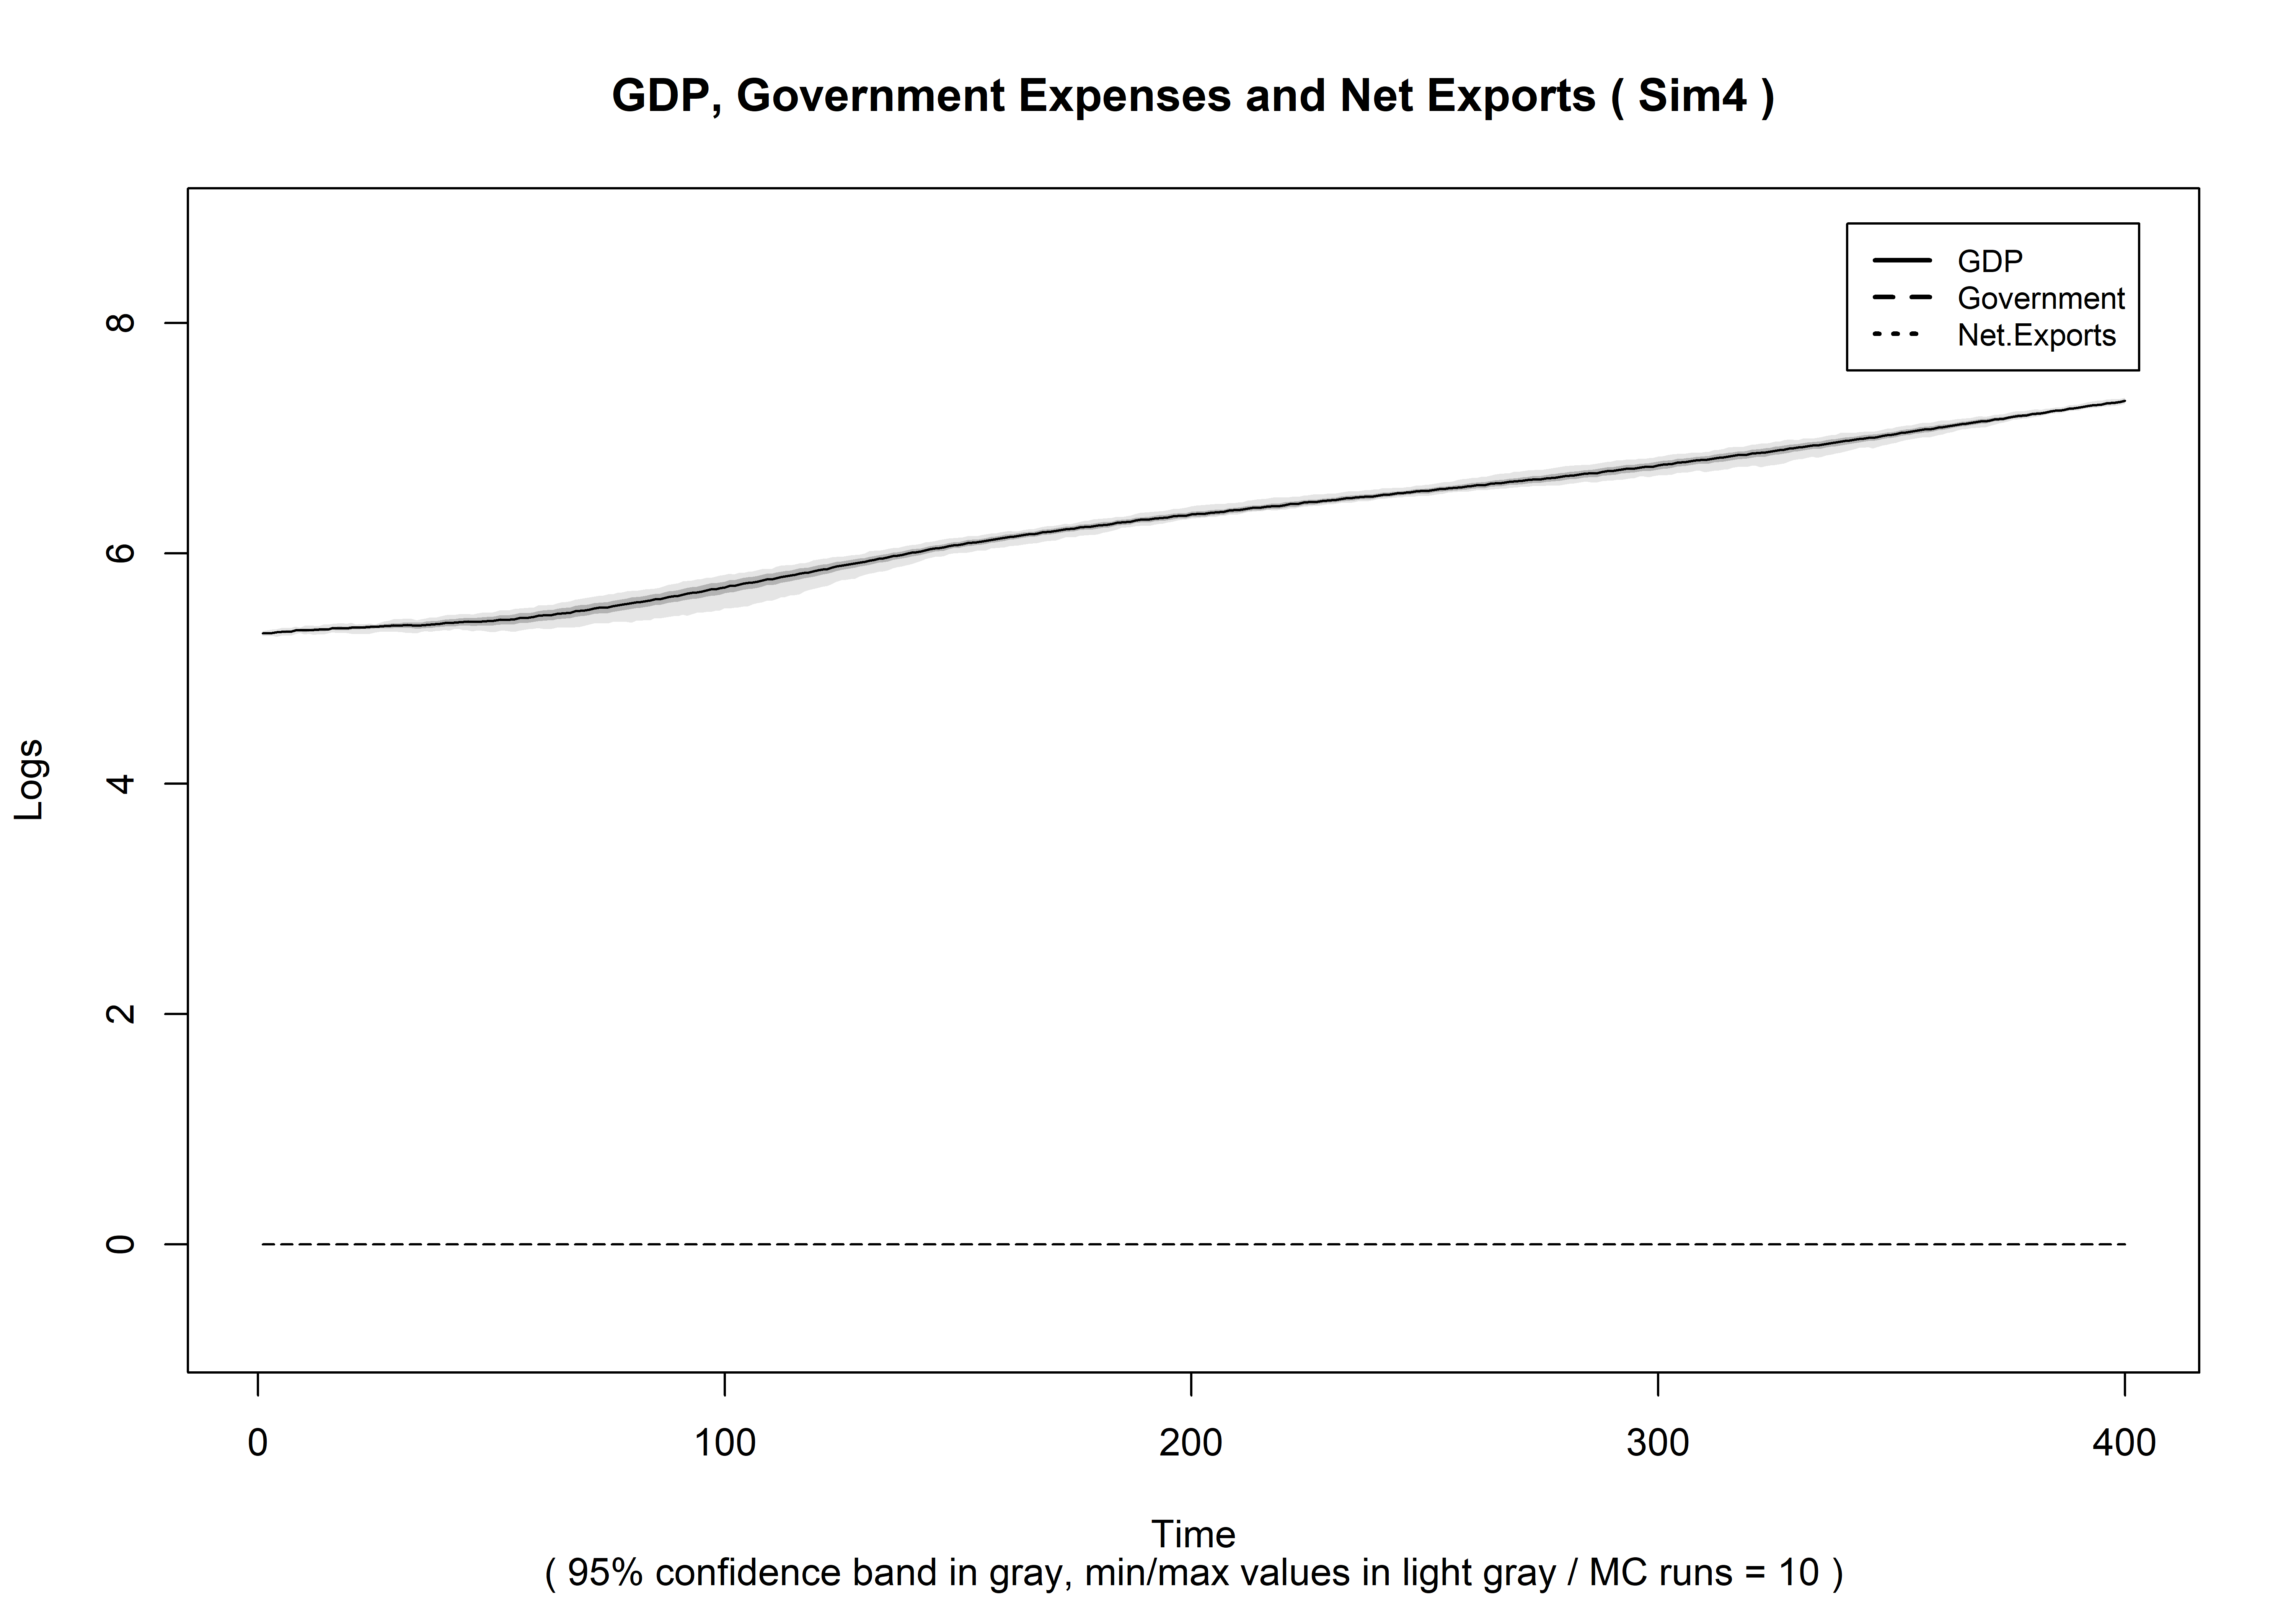 GDP, Government Expenses and Net Exports ( Sim4 )
GDP
Government
Net.Exports
8
6
4
2
0
Logs
0 100 200 300 400
Time
( 95% confidence band in gray, min/max values in light gray / MC runs = 10 )